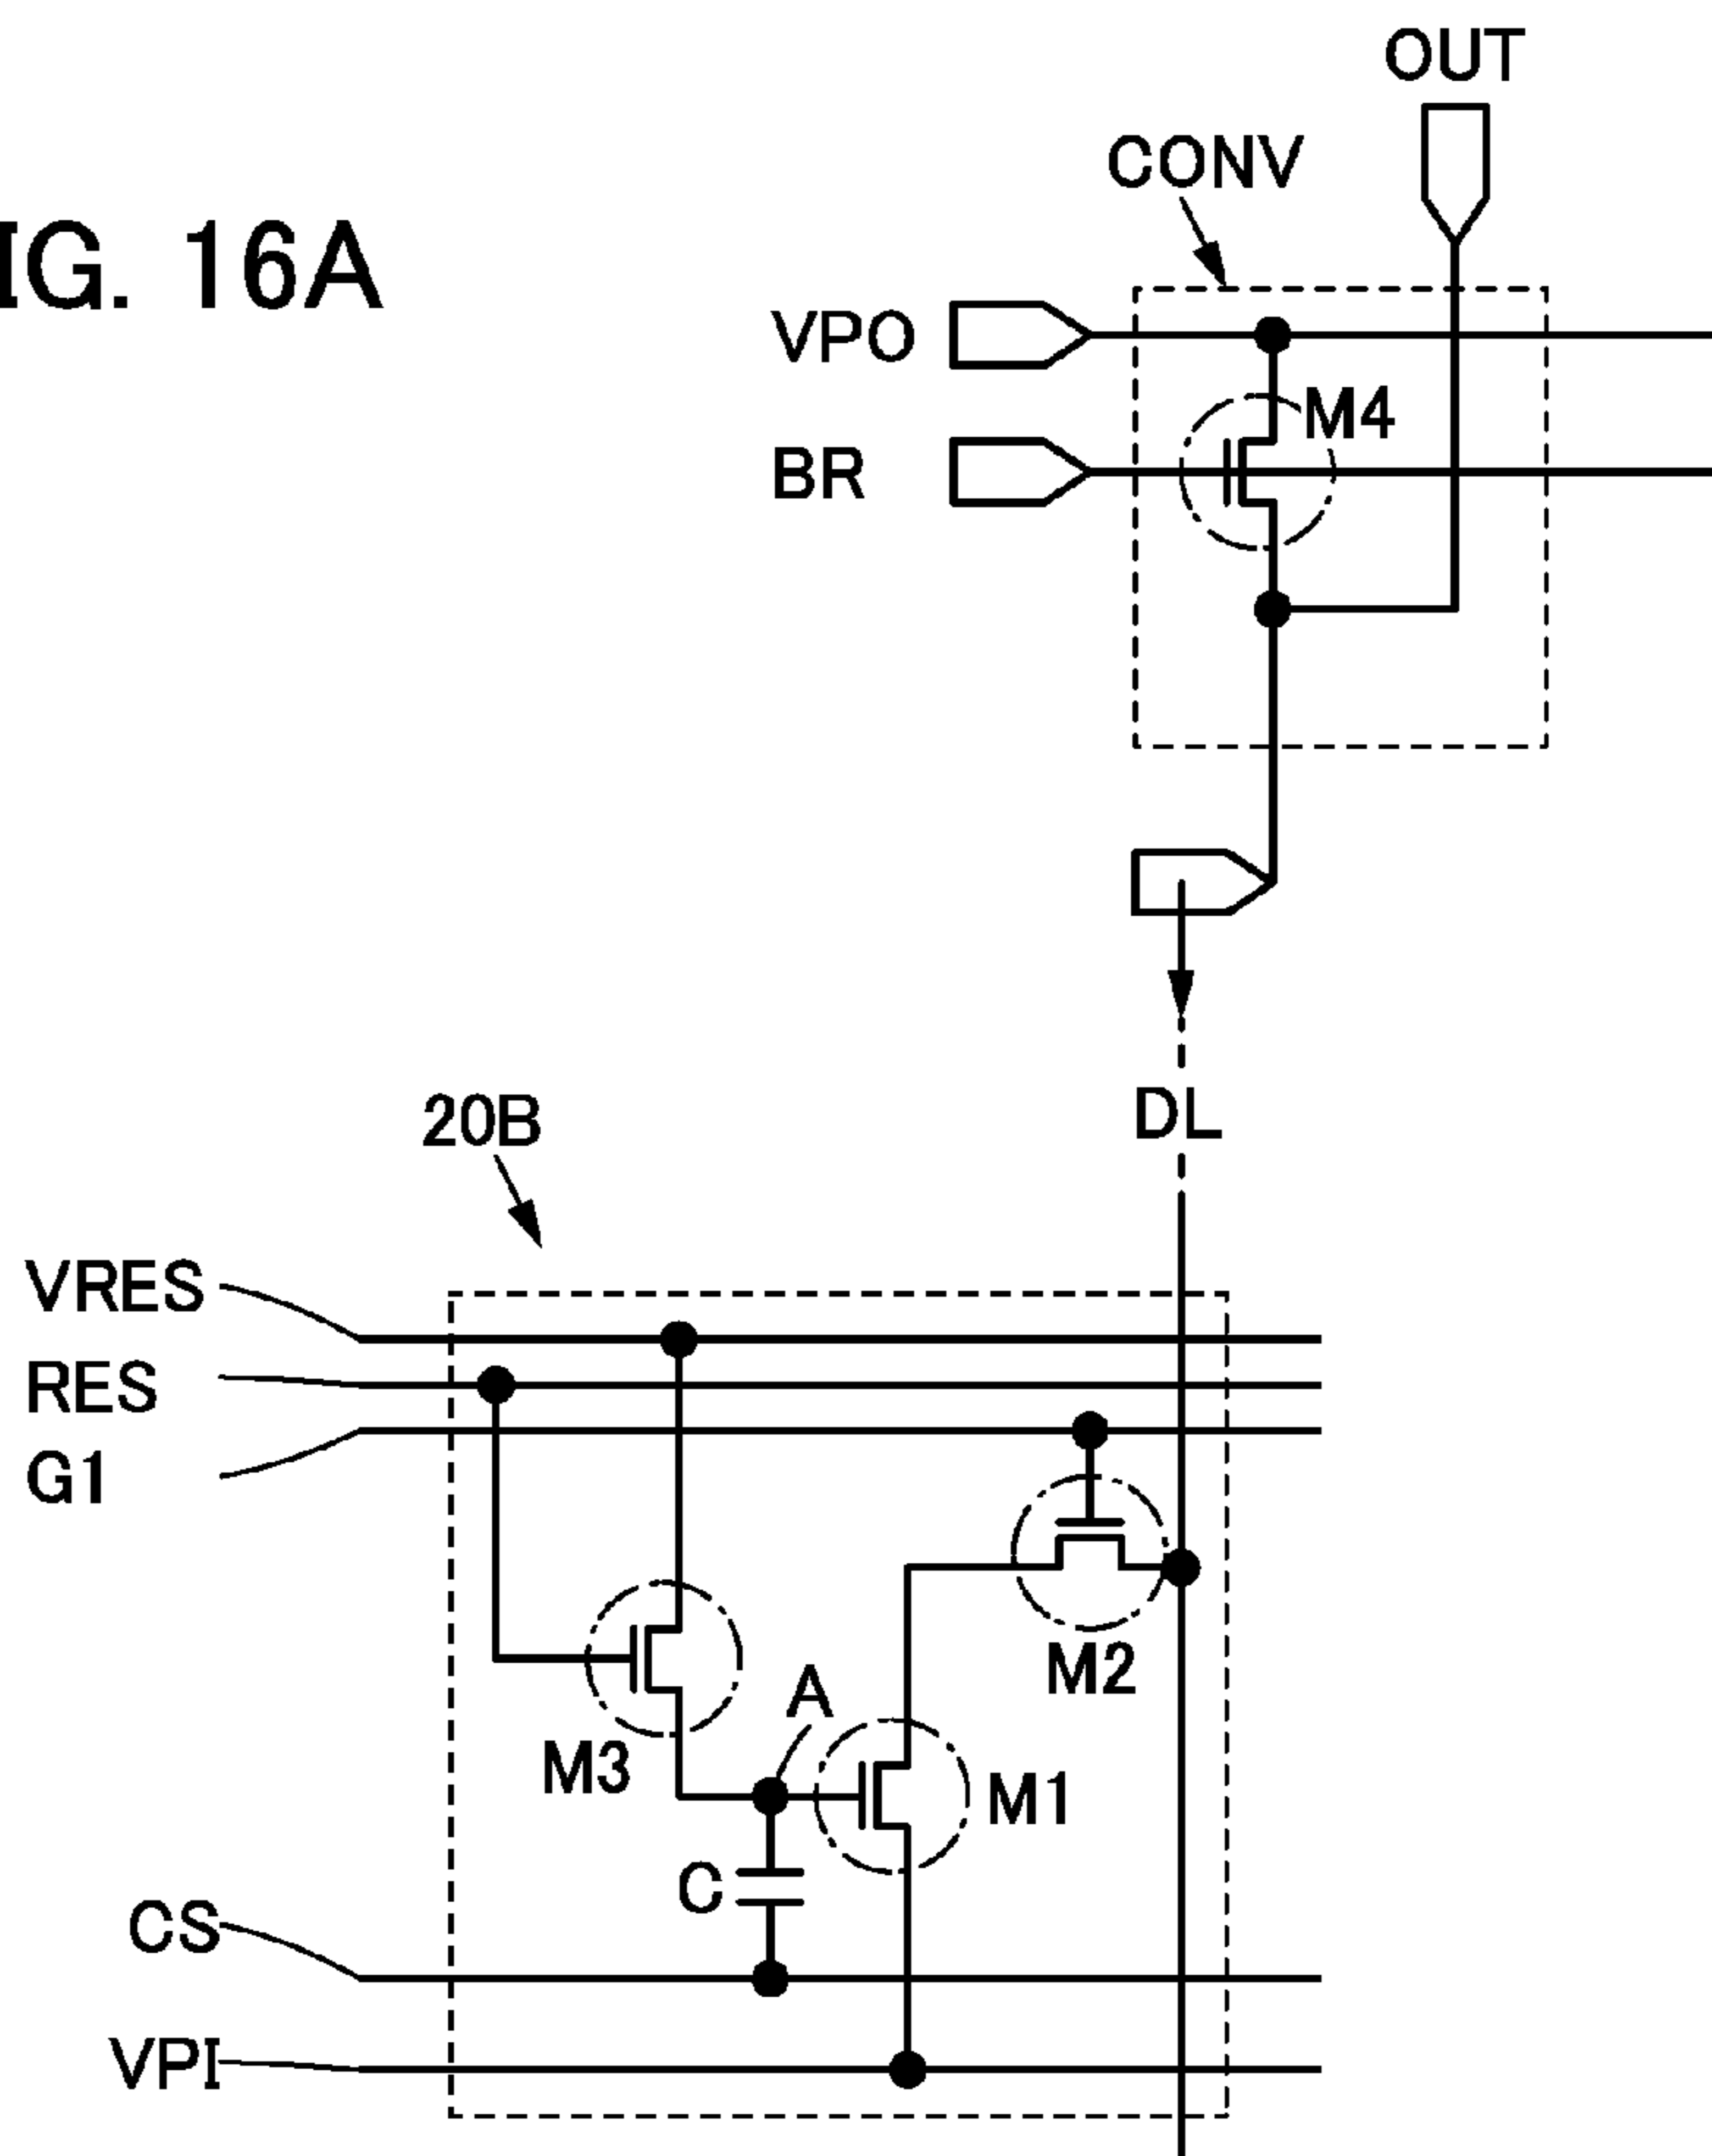 OUT
CONV
IG. 16A
VPO
M4
BR
DL
20B
VRES
RES
G1
M2
A
M3
M1
C
CS
VPI